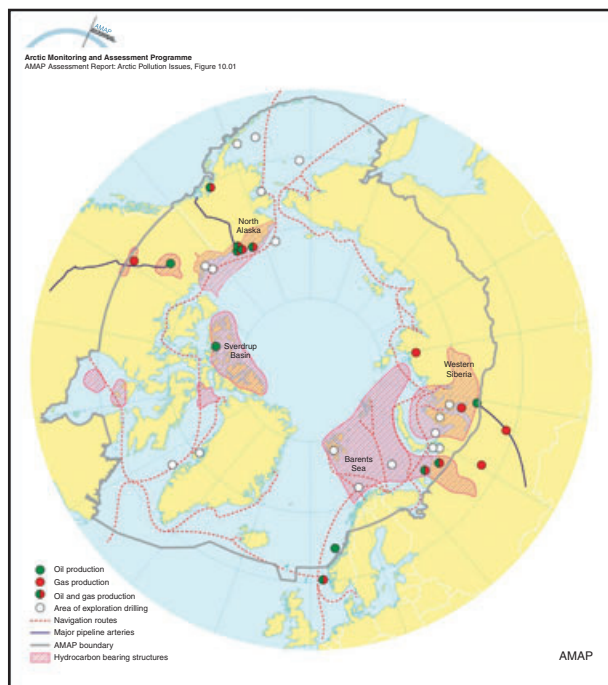 AMAP
Arctic Monitoring and Assessment Programme
AMAP Assessment Report: Arctic Pollution Issues, Figure 10.01
North
Alaska
Sverdrup
Basin
Western
Siberia
Barents
Sea
Oil production
Gas production
Oil and gas production
Area of exploration drilling
Navigation routes
Major pipeline arteries
AMAP boundary
Hydrocarbon bearing structures
AMAP